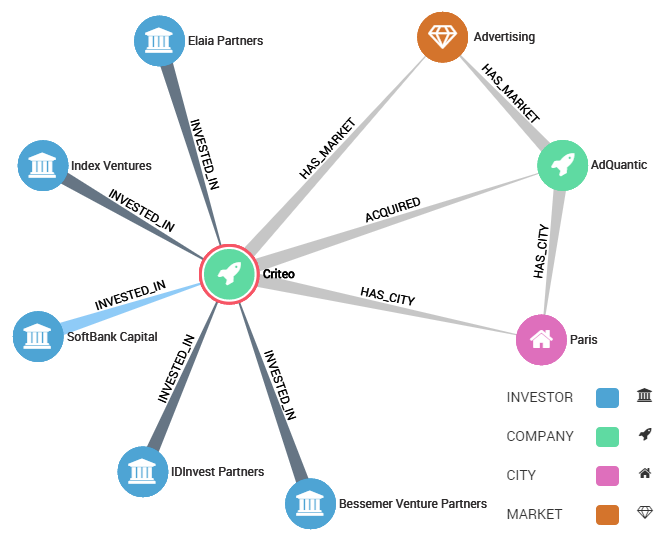 Elaia Partners
Advertising
HAS_MARKET
INVESTED_IN
HAS_MARKET
Index Ventures
AdQuantic
INVESTED_IN
ACQUIRED
HAS_CITY
Criteo
INVESTED_IN
HAS_CITY
SoftBank Capital
Paris
INVESTED_IN
INVESTED_IN
INVESTOR
COMPANY
IDInvest Partners
CITY
Bessemer Venture Partners
MARKET